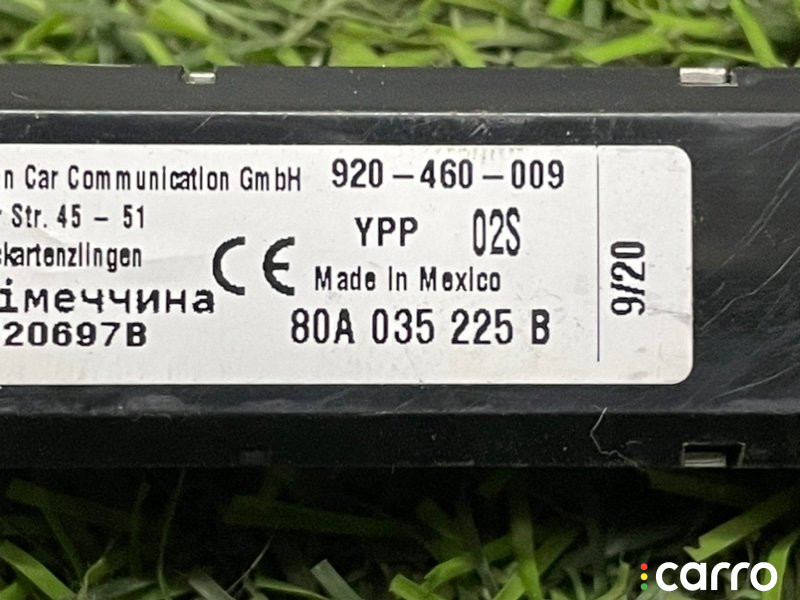 n Car Communication GmbH 920-460-009
Str. 45 - 51
kartenzlingen
YPP 02S
Made in Mexico
імеччина
20697B
80A 035 225 B
9/20
carro